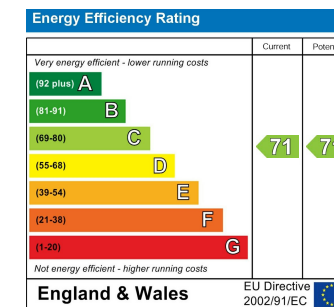 Energy Efficiency Rating
Current
Very energy efficient - lower running costs
(92 plus) A
(81-91) B
(69-80) C
71
(55-68) D
(39-54) E
(21-38) F
(1-20) G
Not energy efficient - higher running costs
England & Wales
EU Directive
2002/91/EC